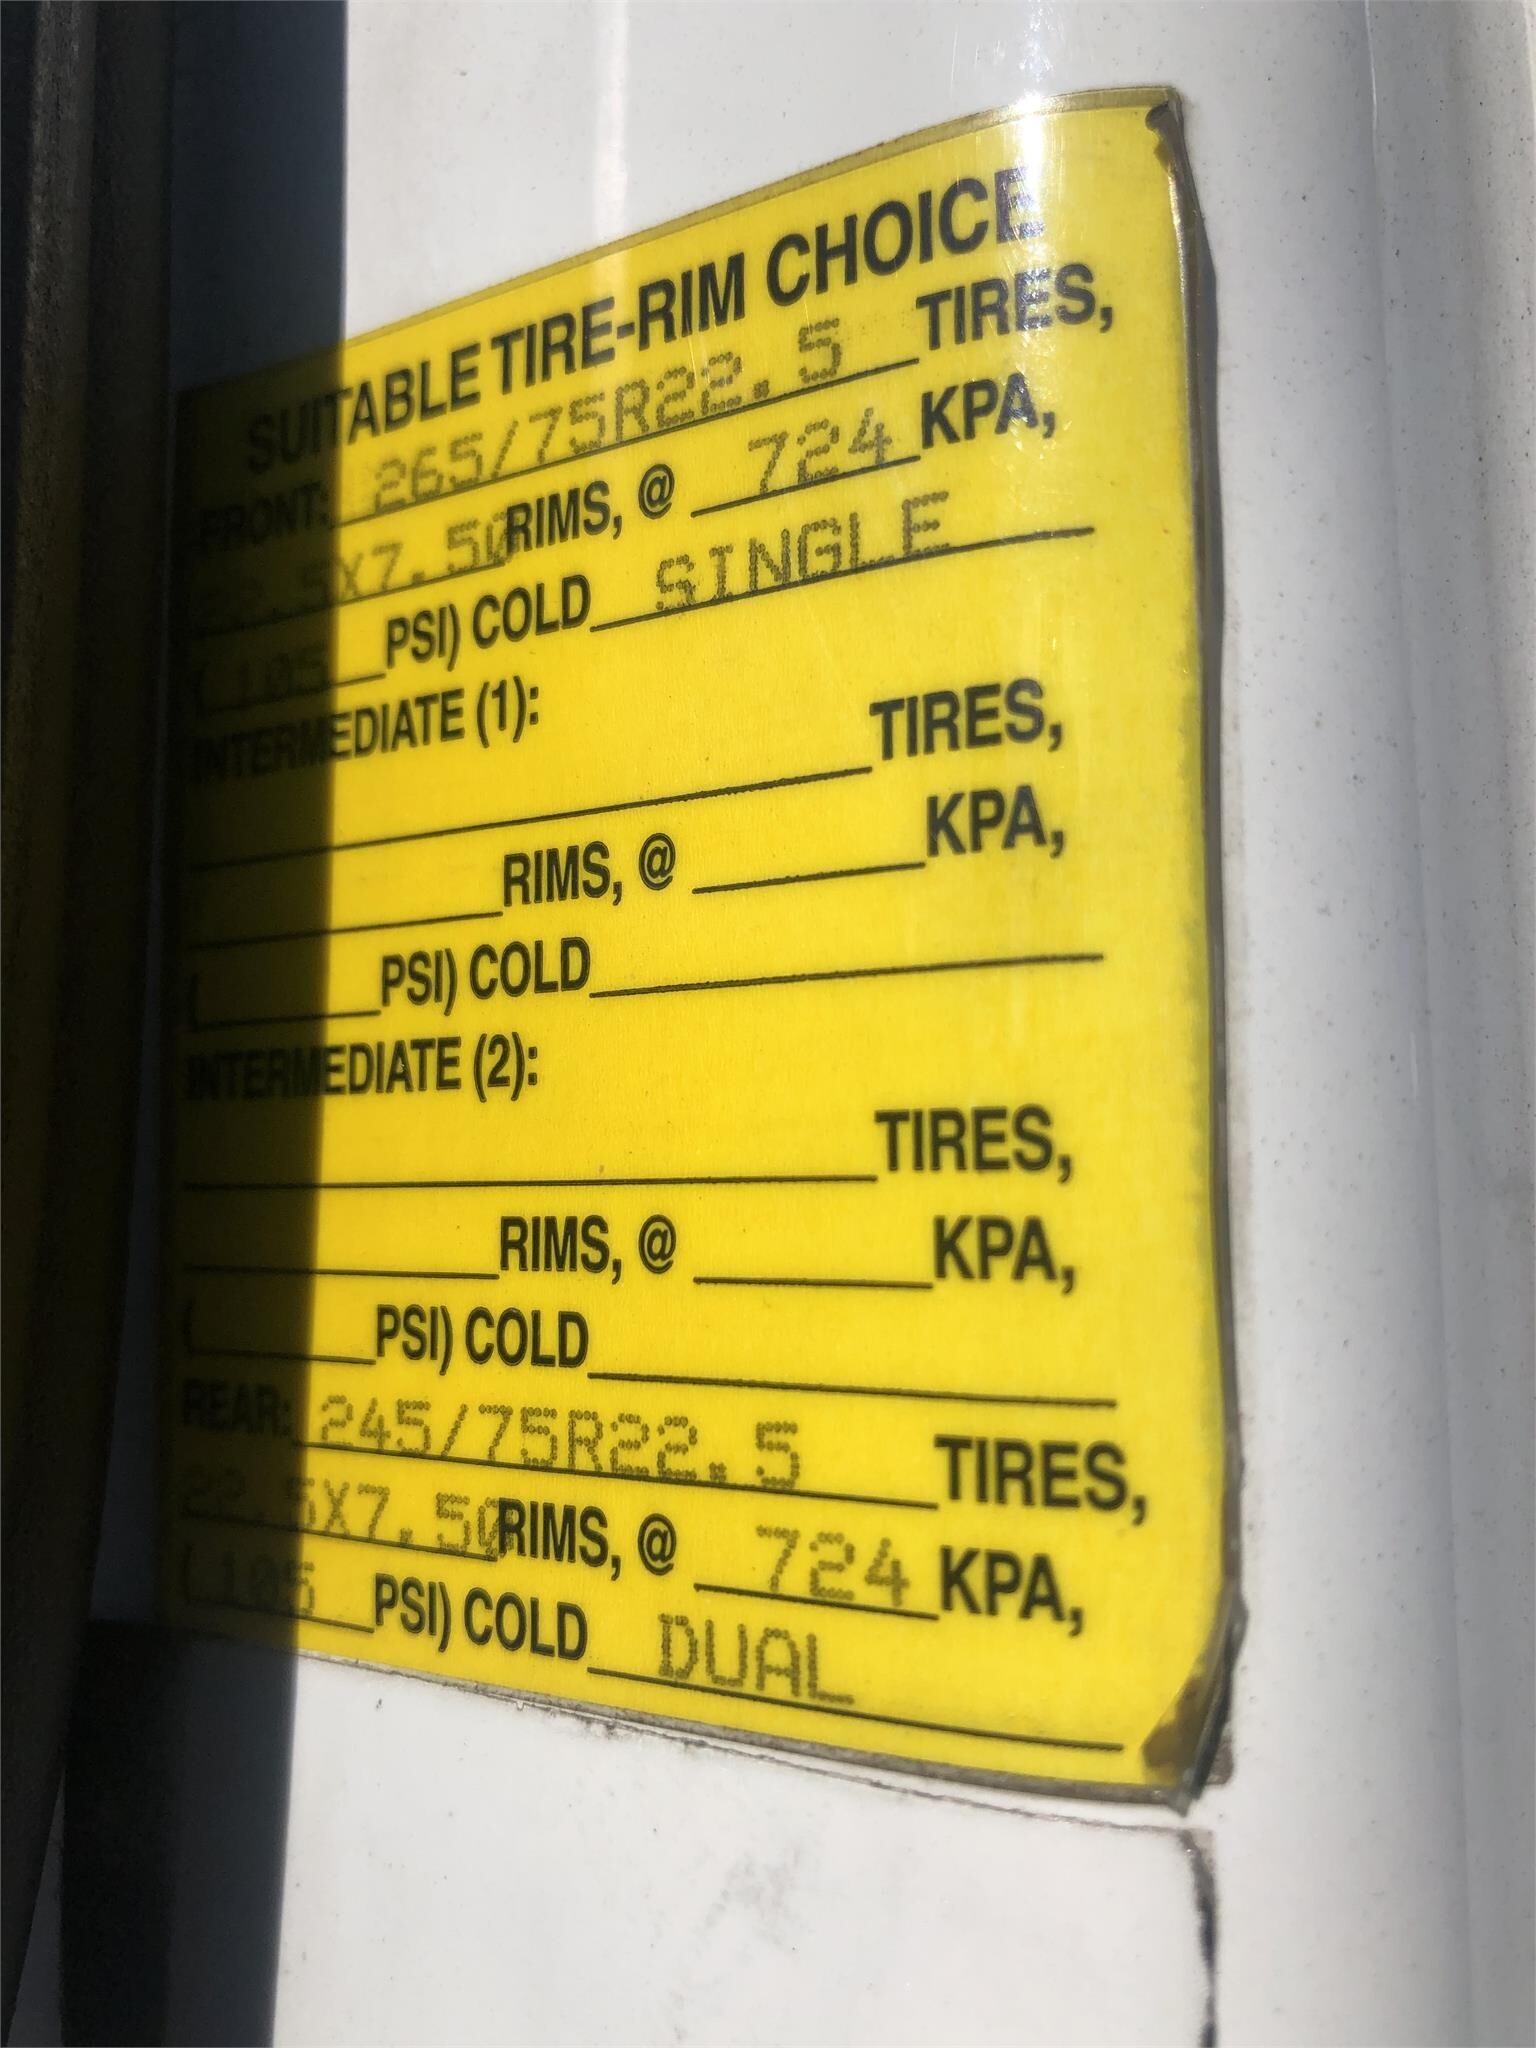 SUITABLE TIRE-RIM CHOICE
FRONT: 265/75R22.5 TIRES,
22.5X7.50 RIMS, @ 724 KPA,
( 105 PSI) COLD SINGLE
INTERMEDIATE (1):
TIRES,
RIMS, @ KPA,
( PSI) COLD
INTERMEDIATE (2):
TIRES,
RIMS, @ KPA,
( PSI) COLD
REAR: 245/75R22.5 TIRES,
22.5X7.50 RIMS, @ 724 KPA,
( 105 PSI) COLD DUAL